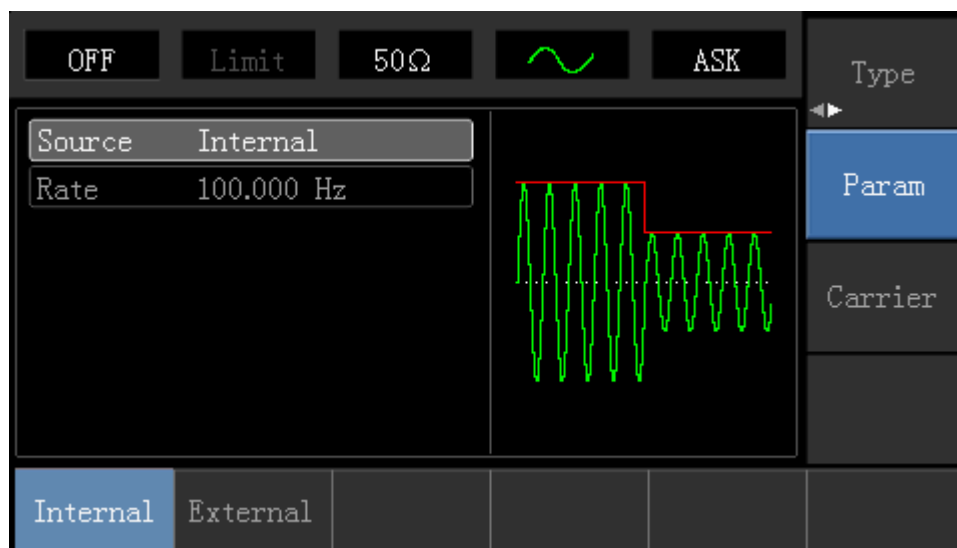 OFF Limit 50Ω ASK
Type
Source Internal
Rate 100.000 Hz
Param
Carrier
Internal External